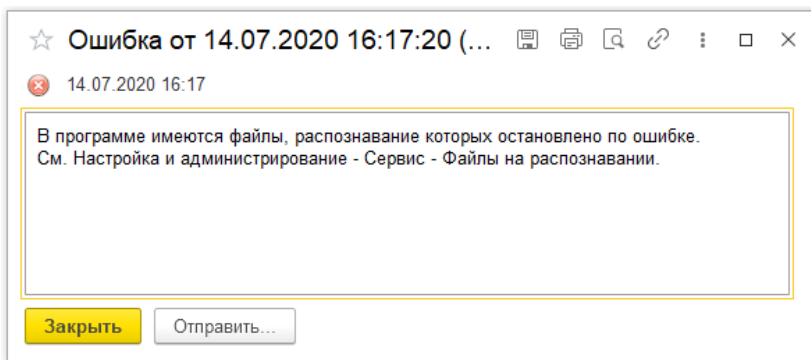 Ошибка от 14.07.2020 16:17:20 (...
14.07.2020 16:17
В программе имеются файлы, распознавание которых остановлено по ошибке.
См. Настройка и администрирование - Сервис - Файлы на распознавании.
Закрыть
Отправить...